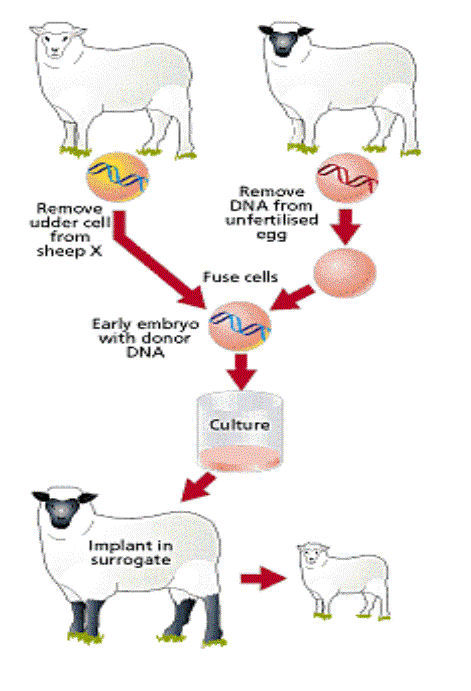 Remove
udder cell
from
sheep X
Remove
DNA from
unfertilised
egg
Fuse cells
Early embryo
with donor
DNA
Culture
Implant in
surrogate